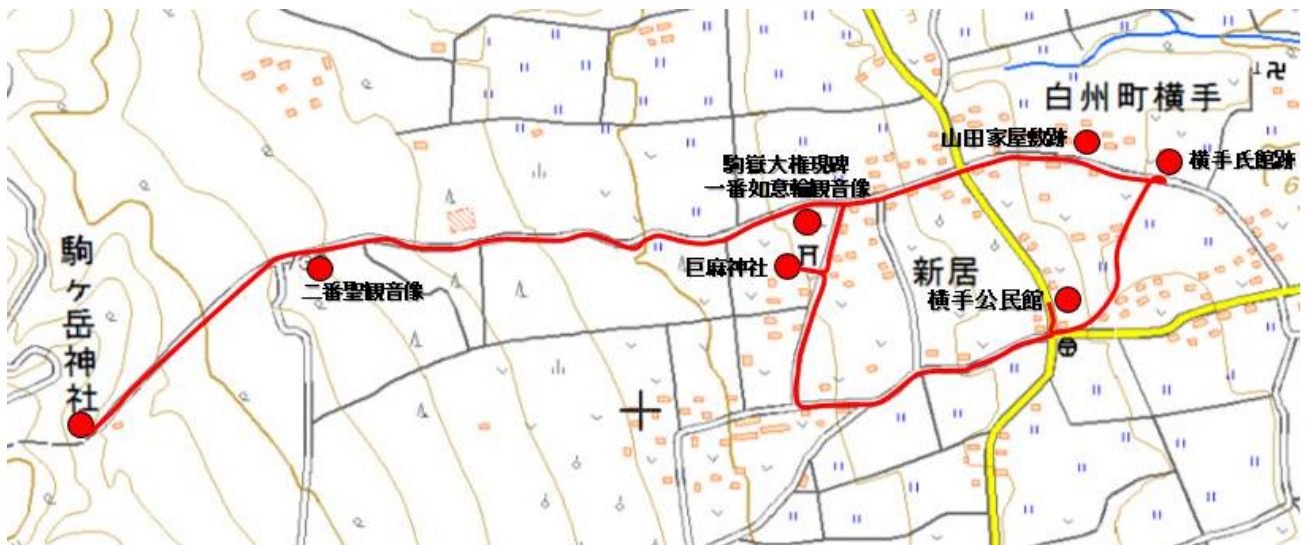 白州町横手
山田家屋敷跡
横手氏館跡
駒嶽大権現碑
一番如意輪観音像
巨麻神社
新居
横手公民館
二番聖観音像
駒ヶ岳神社